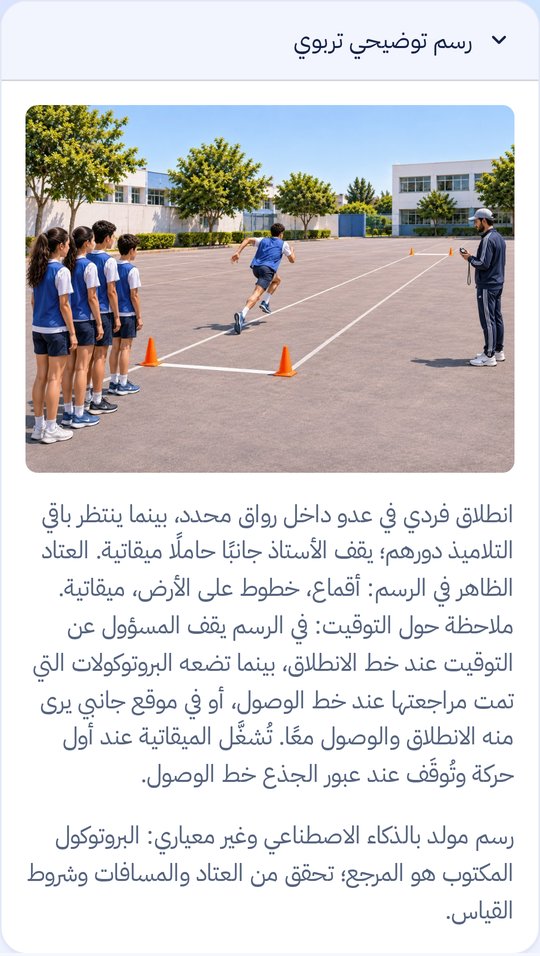 رسم توضيحي تربوي
انطلاق فردي في عدو داخل رواق محدد، بينما ينتظر باقي
التلاميذ دورهم؛ يقف الأستاذ جانبًا حاملًا ميقاتية. العتاد
الظاهر في الرسم: أقماع، خطوط على الأرض، ميقاتية.
ملاحظة حول التوقيت: في الرسم يقف المسؤول عن
التوقيت عند خط الانطلاق، بينما تضعه البروتوكولات التي
تمت مراجعتها عند خط الوصول، أو في موقع جانبي يرى
منه الانطلاق والوصول معًا. تُشغَّل الميقاتية عند أول
حركة وتُوقَف عند عبور الجذع خط الوصول.
رسم مولد بالذكاء الاصطناعي وغير معياري: البروتوكول
المكتوب هو المرجع؛ تحقق من العتاد والمسافات وشروط
القياس.